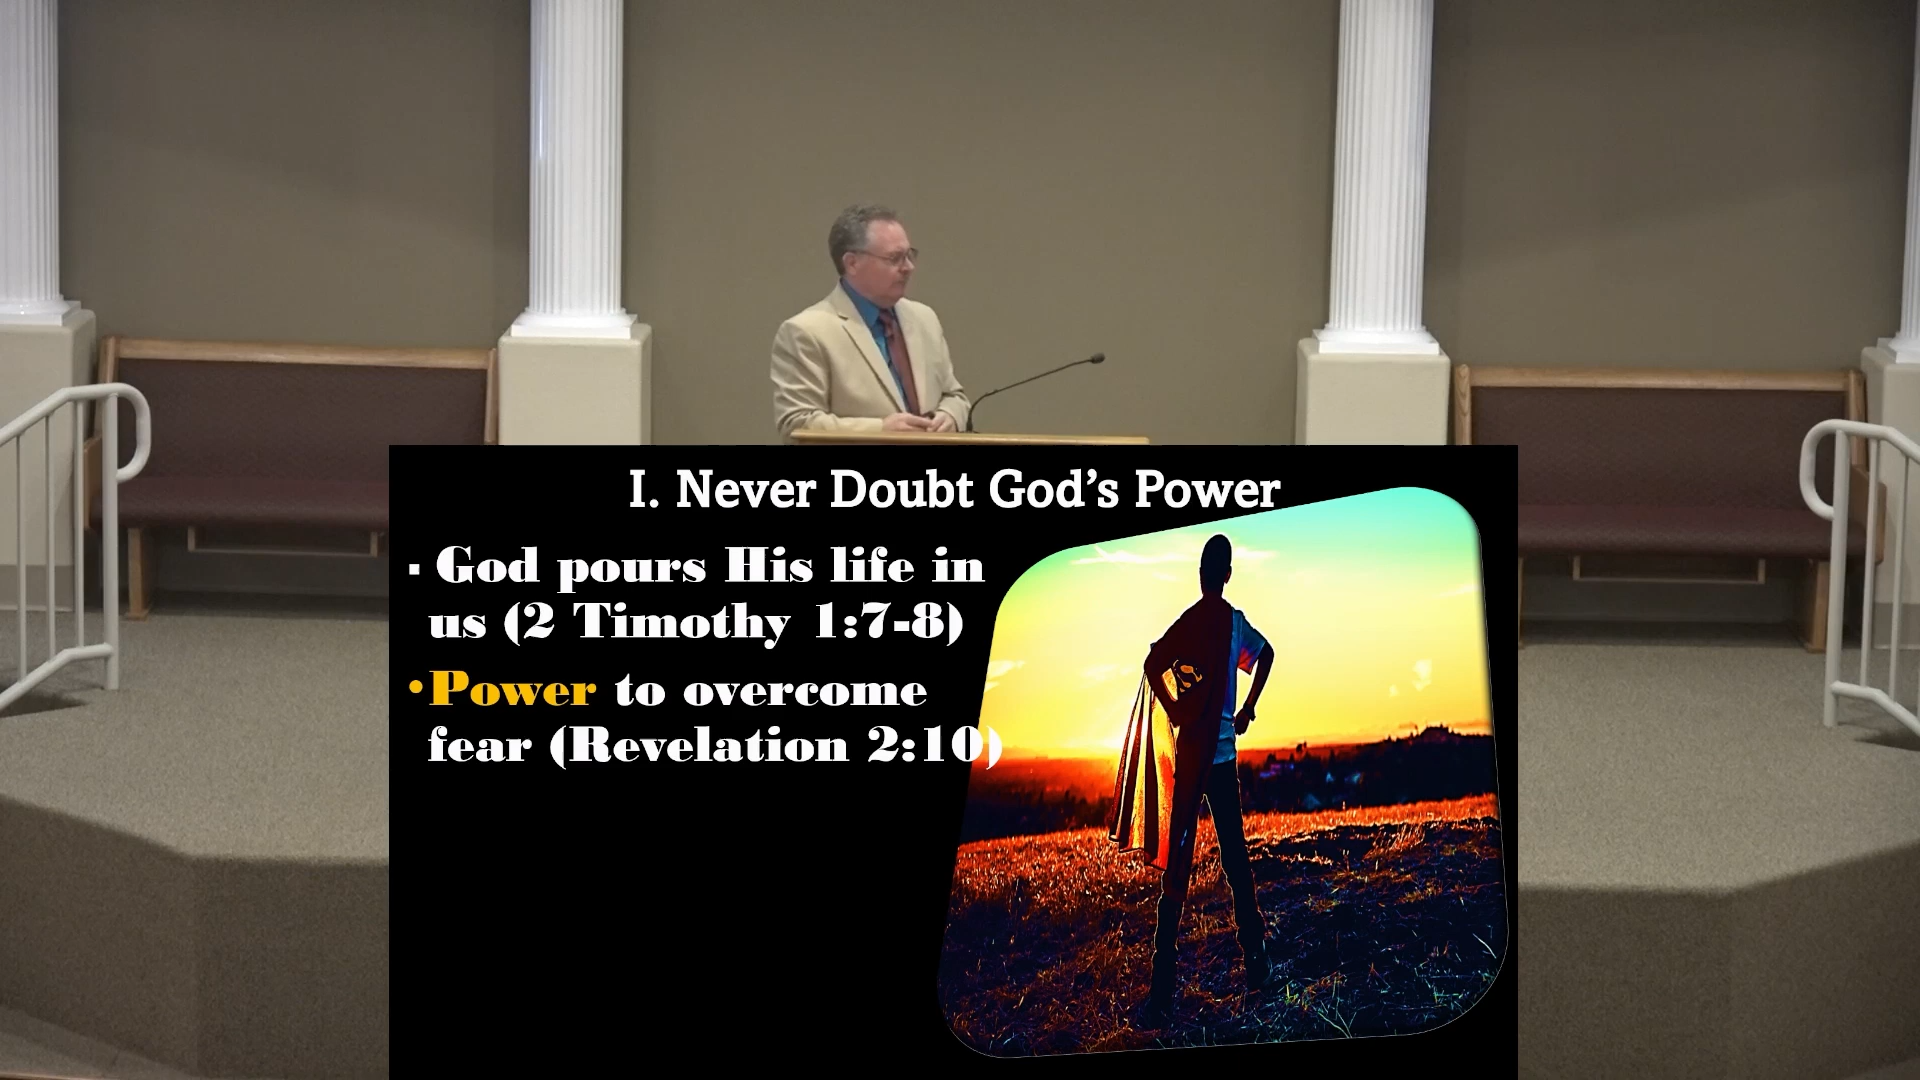 I. Never Doubt God’s Power
▪ God pours His life in
us (2 Timothy 1:7-8)
•Power to overcome
fear (Revelation 2:10)